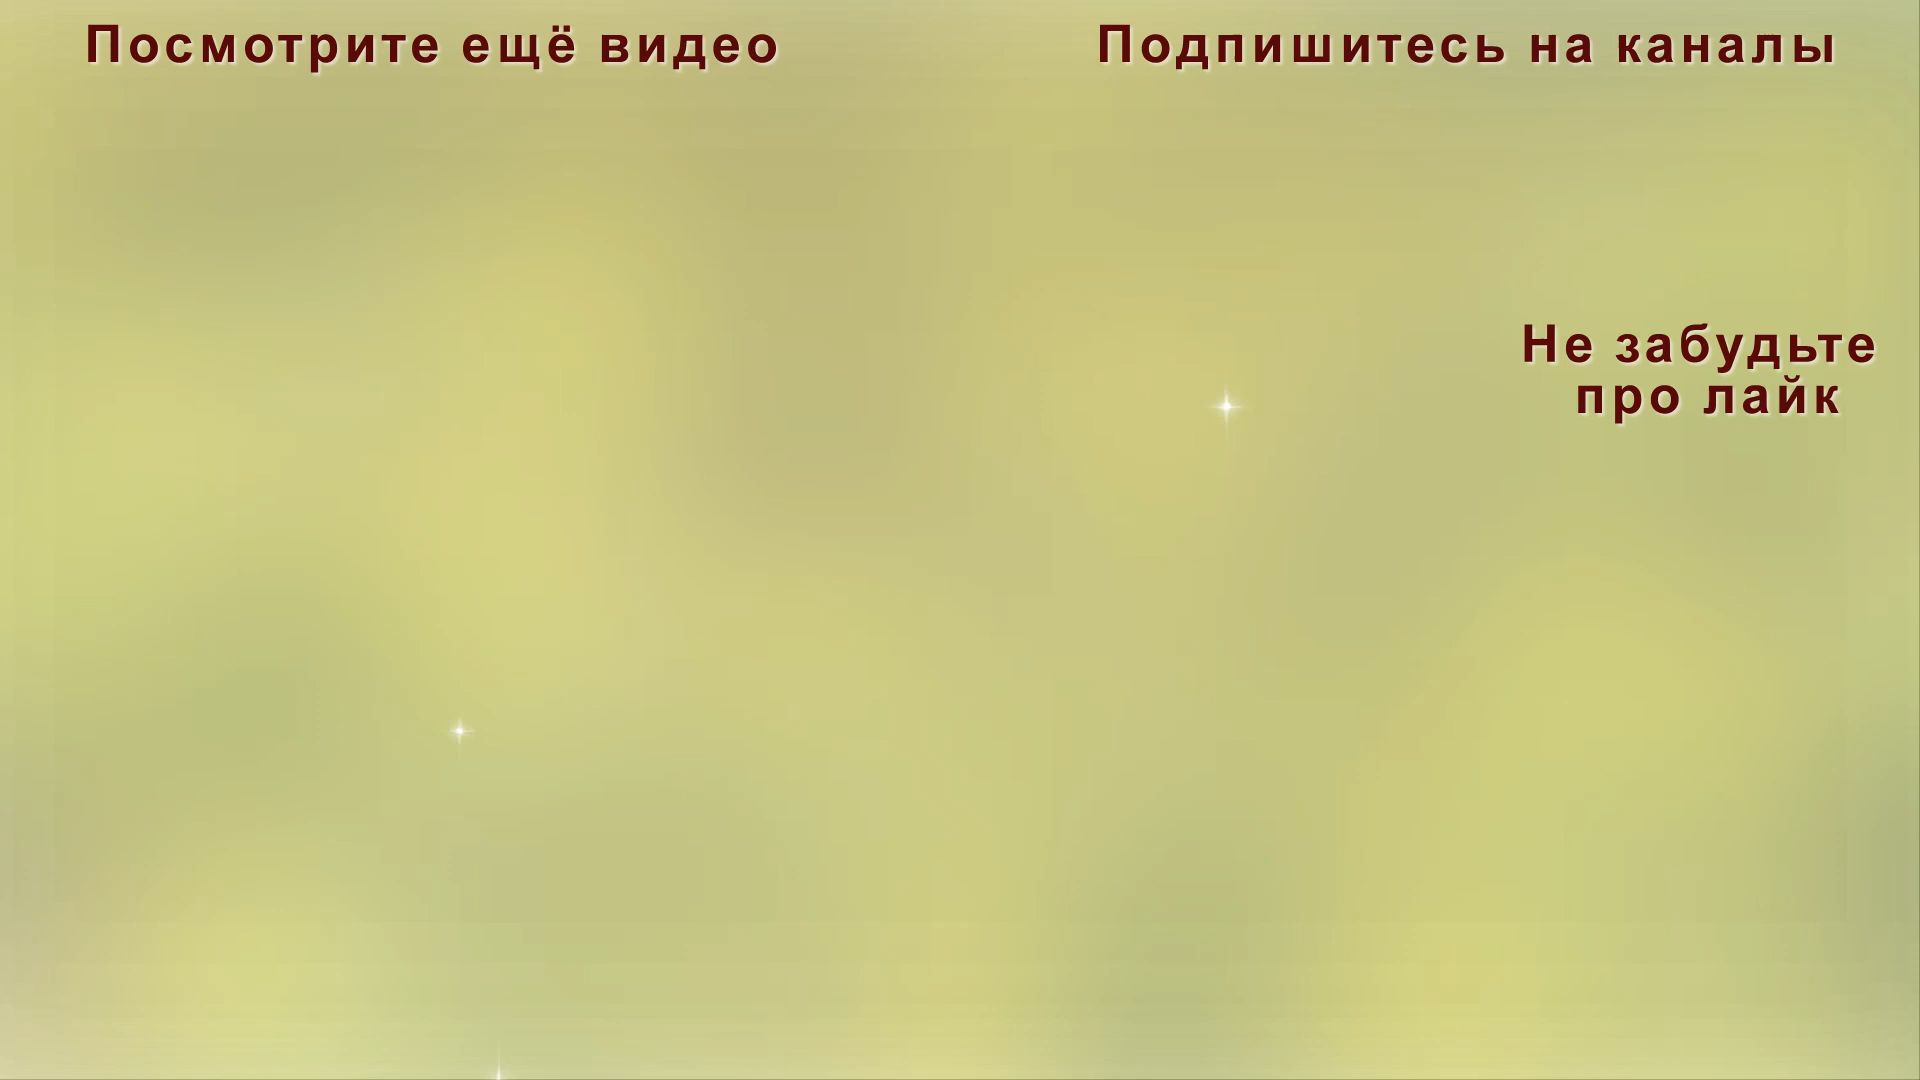 Посмотрите ещё видео
Подпишитесь на каналы
Не забудьте
про лайк